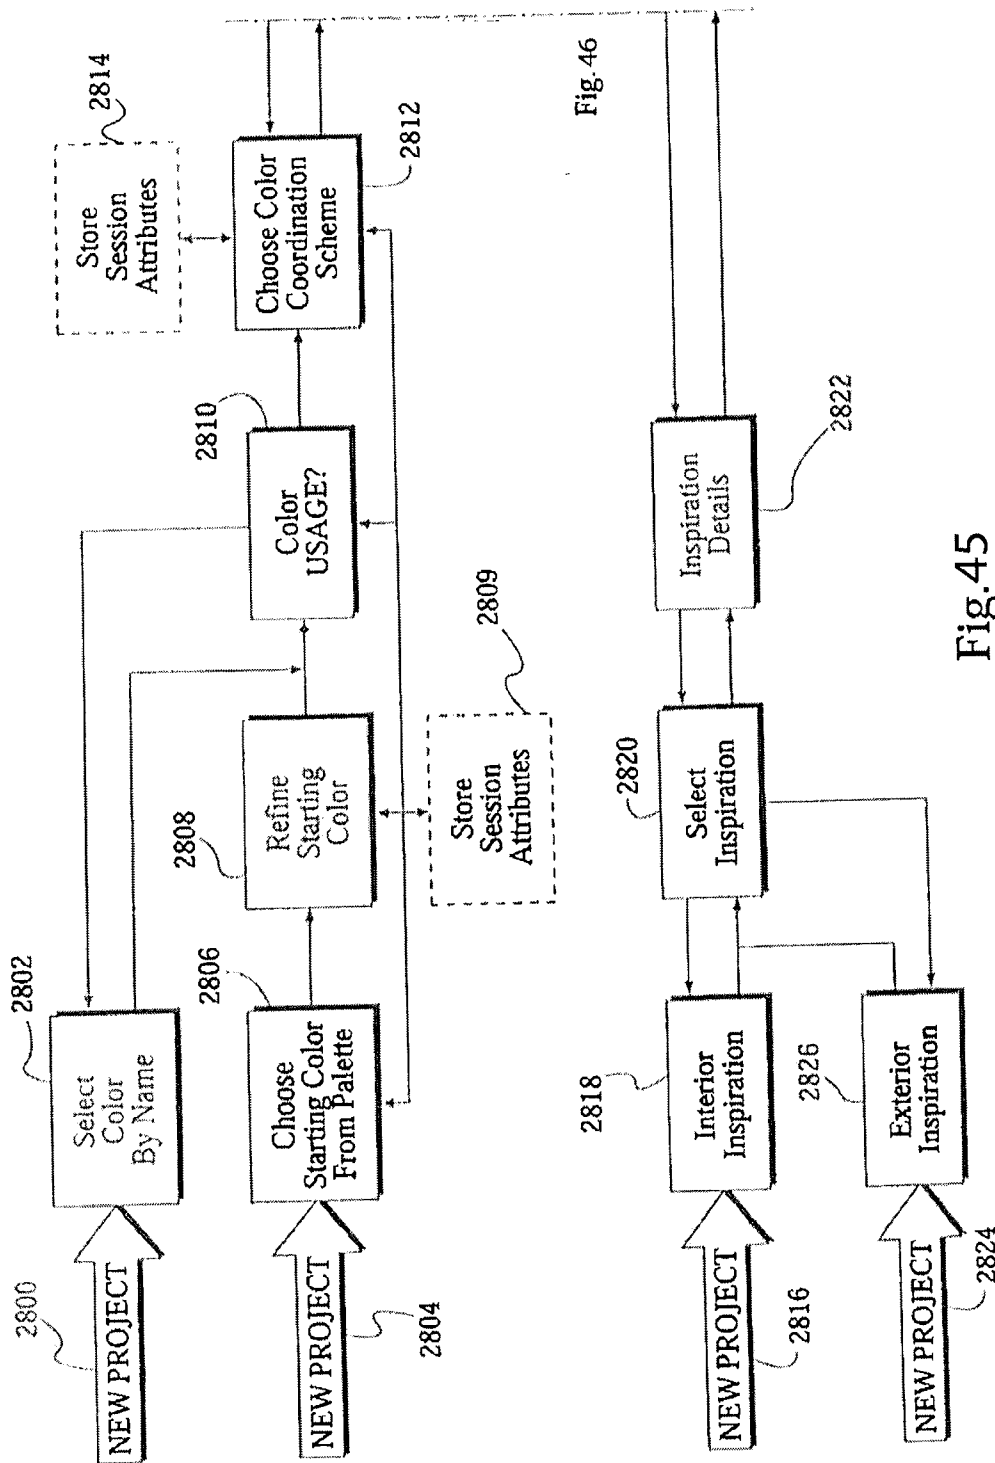 2800
NEW PROJECT
2802
Select
Color
By Name
2804
NEW PROJECT
2806
Choose
Starting Color
From Palette
2808
Refine
Starting
Color
2809
Store
Session
Attributes
2810
Color
USAGE?
2812
Choose Color
Coordination
Scheme
2814
Store
Session
Attributes
Fig.46
2816
NEW PROJECT
2818
Interior
Inspiration
2820
Select
Inspiration
2822
Inspiration
Details
2824
NEW PROJECT
2826
Exterior
Inspiration
Fig.45